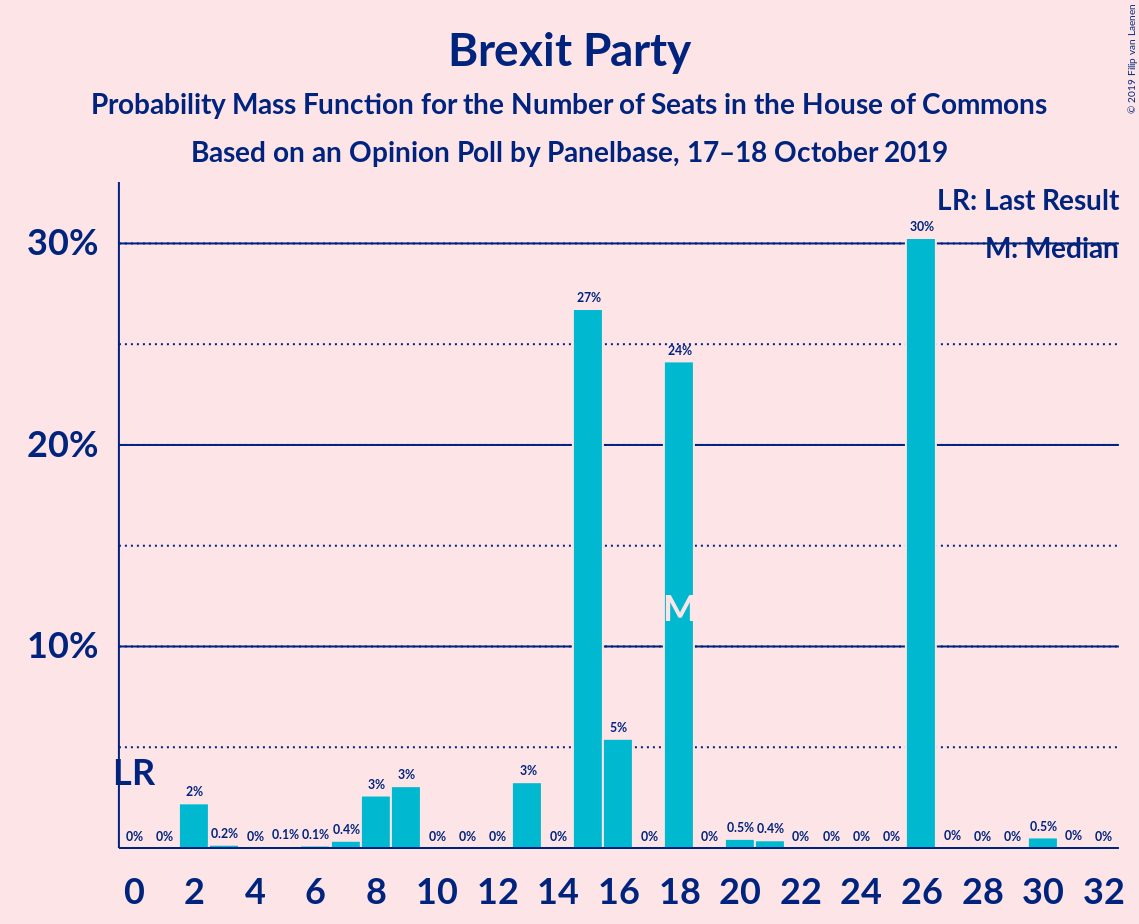 © 2019 Filip van Laenen
Brexit Party
Probability Mass Function for the Number of Seats in the House of Commons
Based on an Opinion Poll by Panelbase, 17–18 October 2019
LR: Last Result
M: Median
30%
20%
10%
LR
M
0% 0% 2% 0.2% 0% 0.1% 0.1% 0.4% 3% 3% 0% 0% 0% 3% 0% 27% 5% 0% 24% 0% 0.5% 0.4% 0% 0% 0% 0% 30% 0% 0% 0% 0.5% 0% 0%
0 2 4 6 8 10 12 14 16 18 20 22 24 26 28 30 32